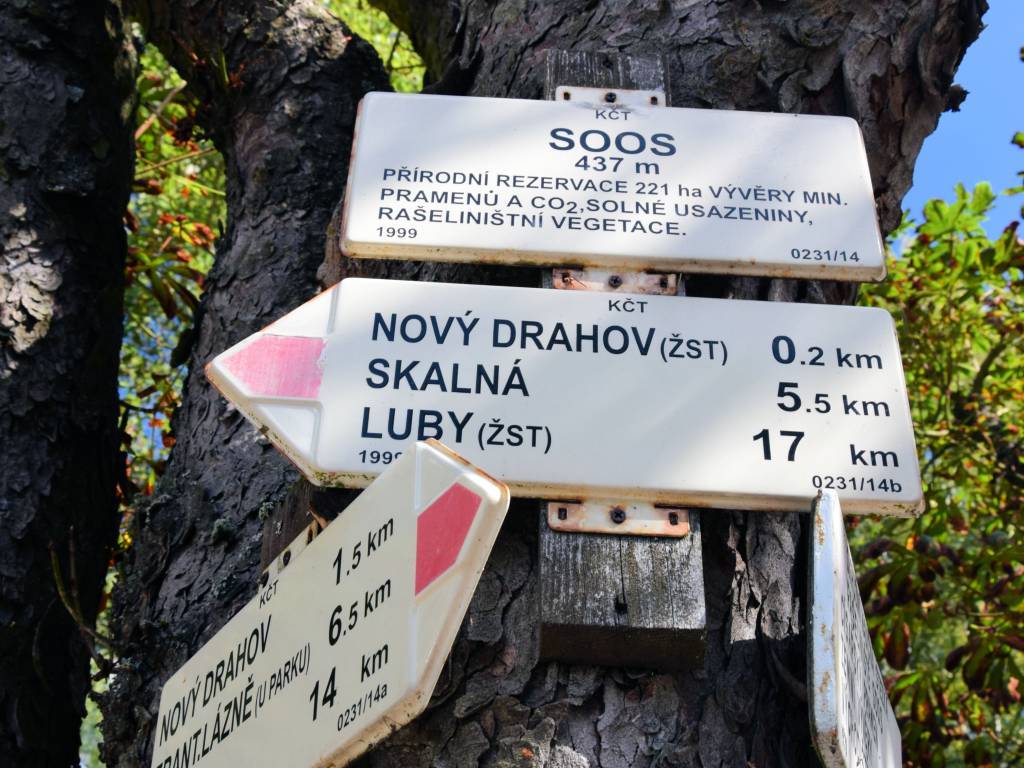 KČT
SOOS
437 m
PŘÍRODNÍ REZERVACE 221 ha VÝVĚRY MIN.
PRAMENŮ A CO2,SOLNÉ USAZENINY,
RAŠELINIŠTNÍ VEGETACE.
1999
0231/14
KČT
NOVÝ DRAHOV (ŽST) 0.2 km
SKALNÁ 5.5 km
LUBY (ŽST) 17 km
1999
0231/14b
KČT
1.5 km
NOVÝ DRAHOV 6.5 km
LÁZNĚ (U PARKU) 14 km
0231/14a